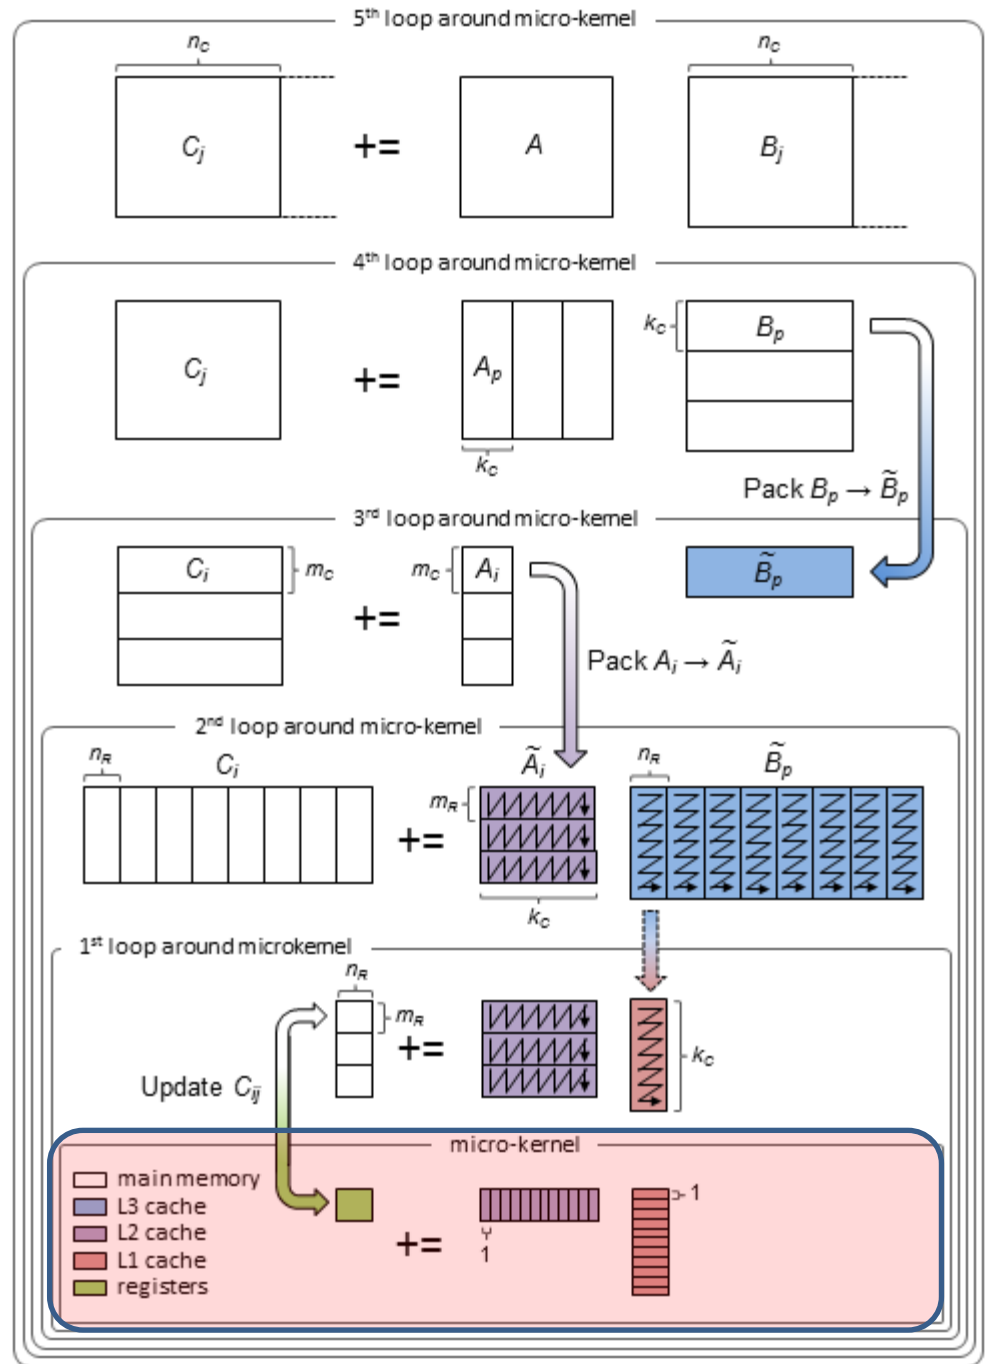 5th loop around micro-kernel
nC nC
Cj += A Bj
4th loop around micro-kernel
kC Bp
Cj += Ap
kC
Pack Bp → B̃p
3rd loop around micro-kernel
Ci mC mC Ai B̃p
+=
Pack Ai → Ãi
2nd loop around micro-kernel
nR Ci Ãi nR B̃p
mR
+=
kC
1st loop around microkernel
nR
mR
+= kC
Update Cij
micro-kernel
main memory
L3 cache 1
L2 cache +=
L1 cache 1
registers